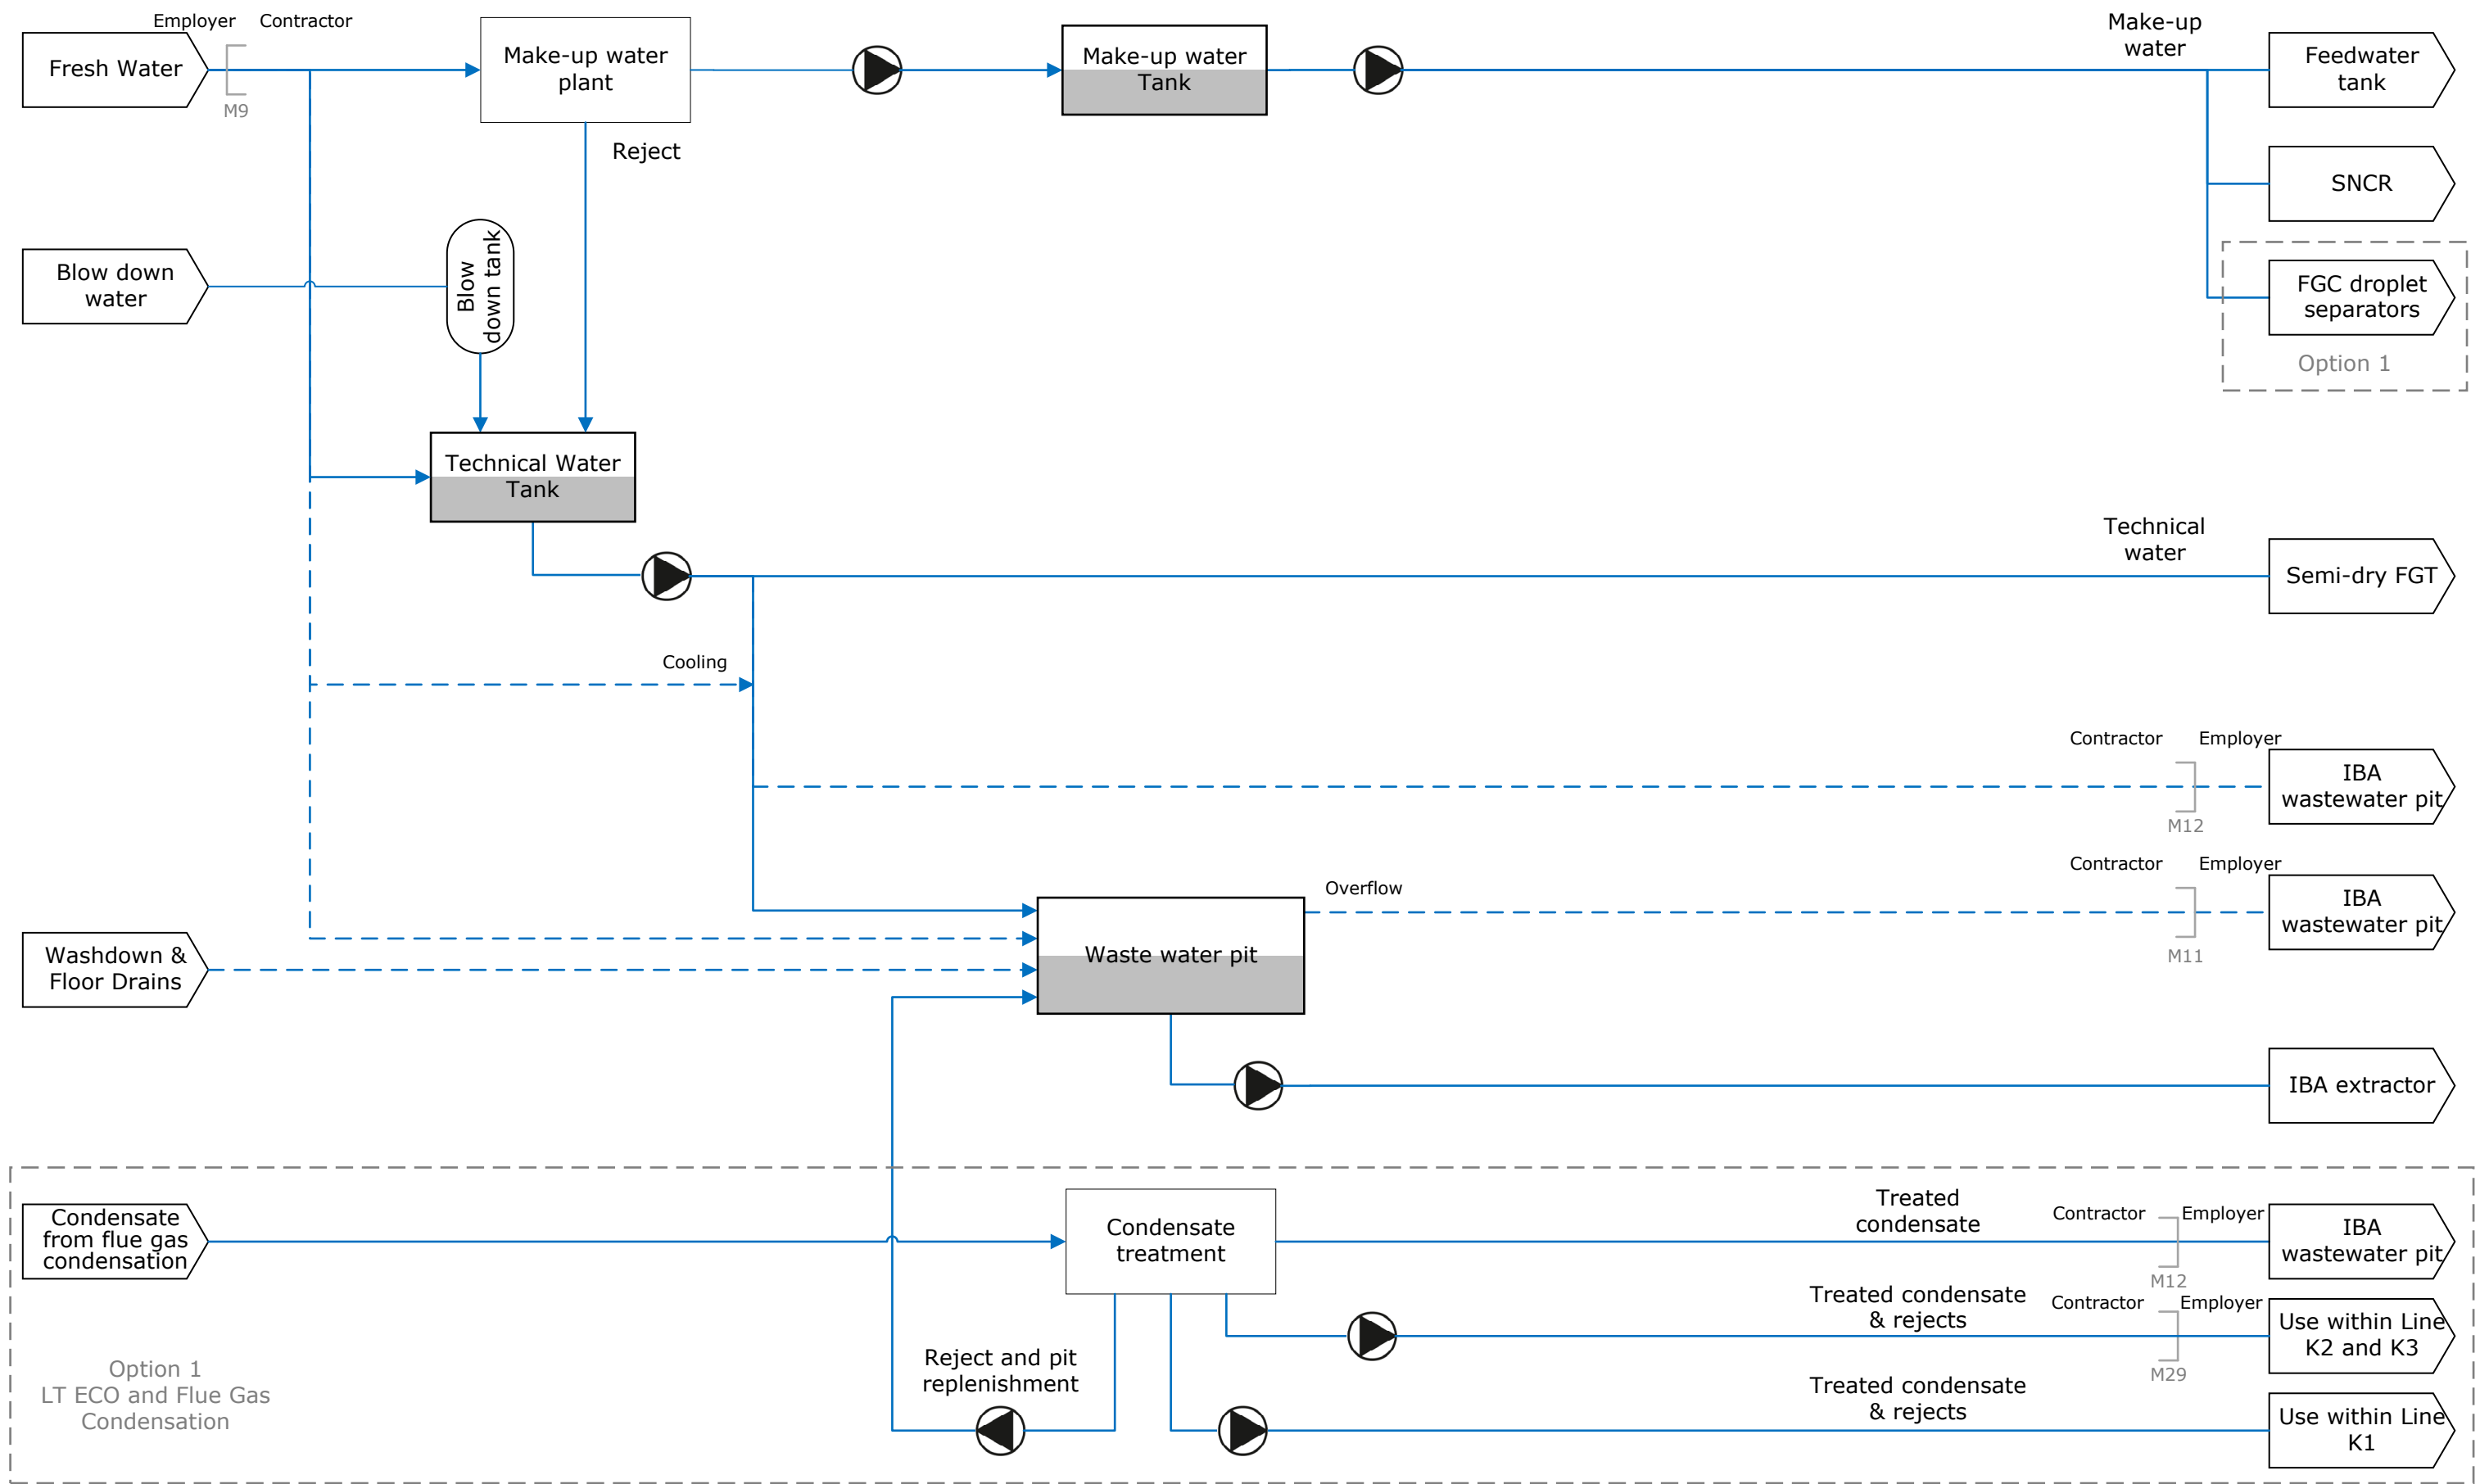 Employer
Contractor
Fresh Water
M9
Make-up water
plant
Make-up water
Tank
Make-up
water
Feedwater
tank
Reject
SNCR
Blow down
water
Blow
down tank
FGC droplet
separators
Option 1
Technical Water
Tank
Technical
water
Semi-dry FGT
Cooling
Contractor
Employer
IBA
wastewater pit
M12
Contractor
Employer
Overflow
IBA
wastewater pit
M11
Washdown &
Floor Drains
Waste water pit
IBA extractor
Condensate
from flue gas
condensation
Condensate
treatment
Treated
condensate
Contractor
Employer
IBA
wastewater pit
M12
Treated condensate
& rejects
Contractor
Employer
Use within Line
K2 and K3
M29
Reject and pit
replenishment
Option 1
LT ECO and Flue Gas
Condensation
Treated condensate
& rejects
Use within Line
K1